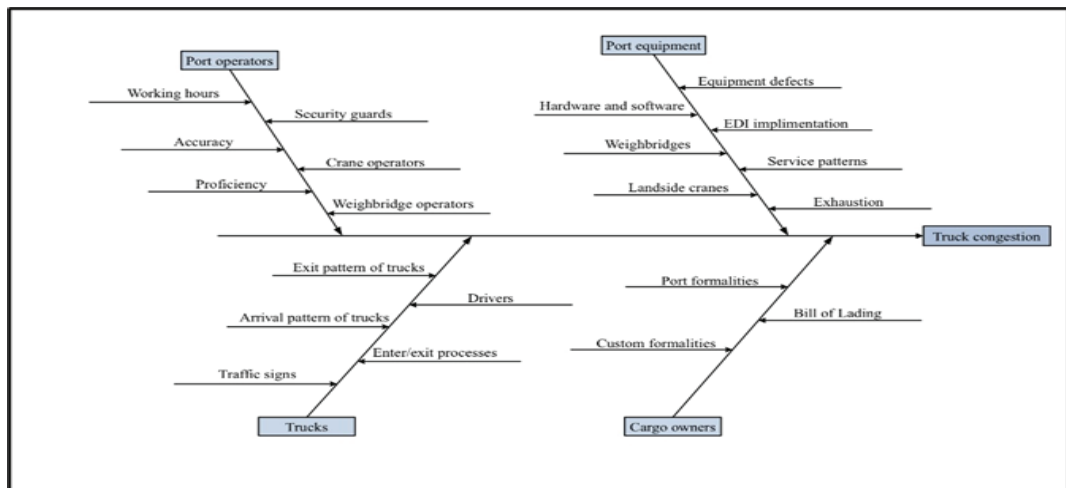 Port operators
Port equipment
Working hours
Security guards
Accuracy
Crane operators
Proficiency
Weighbridge operators
Equipment defects
Hardware and software
EDI implimentation
Weighbridges
Service patterns
Landside cranes
Exhaustion
Truck congestion
Exit pattern of trucks
Drivers
Arrival pattern of trucks
Enter/exit processes
Traffic signs
Trucks
Port formalities
Bill of Lading
Custom formalities
Cargo owners